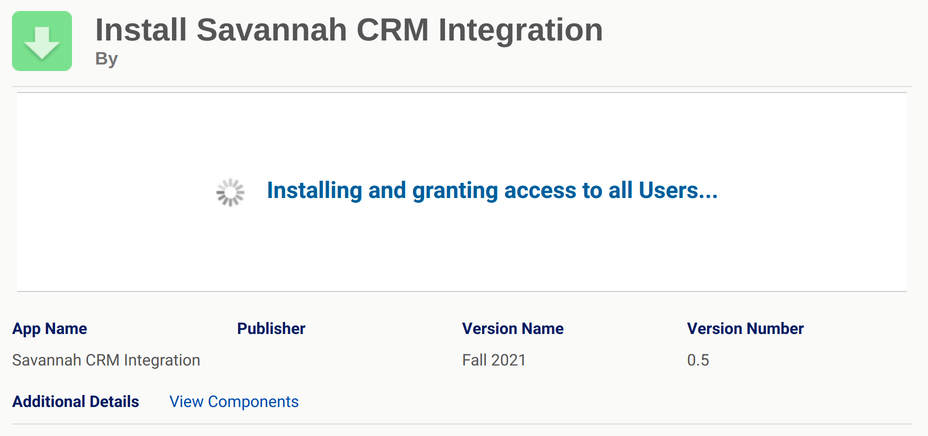 Install Savannah CRM Integration
By
Installing and granting access to all Users...
App Name Publisher Version Name Version Number
Savannah CRM Integration Fall 2021 0.5
Additional Details View Components